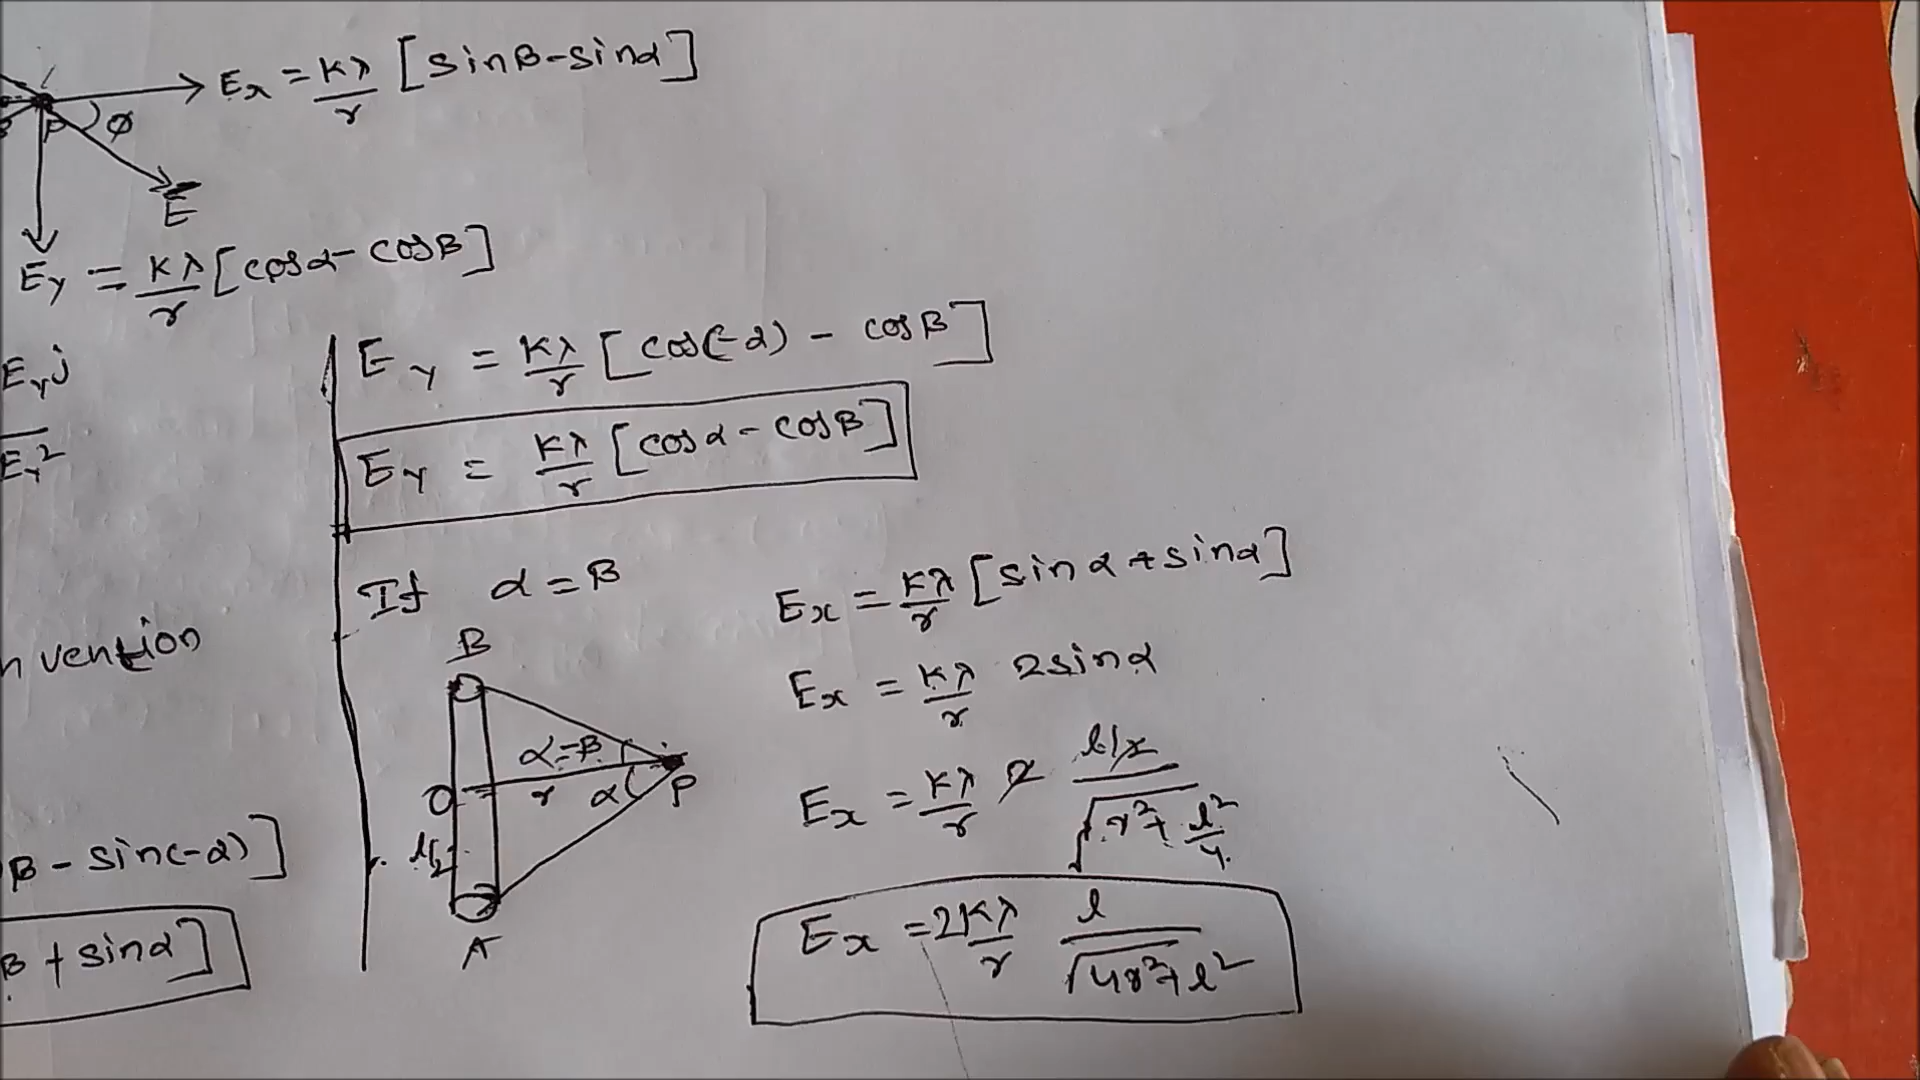 Ex = Kλ/r [sinβ-sinα]
P
φ
E
Ey = Kλ/r [cosα-cosβ]
Eyj
Ey²
Ey = Kλ/r [cos(-α) - cosβ]
Ey = Kλ/r [cosα-cosβ]
If α=β
Ex = Kλ/r [sinα+sinα]
nvention
B
Ex = Kλ/r 2sinα
α=β
O r α P
Ex = Kλ/r 2 l/2 / √(r²+l²/4)
l/2
β - sin(-α)]
A
β + sinα]
Ex = 2Kλ/r l/√(4r²+l²)